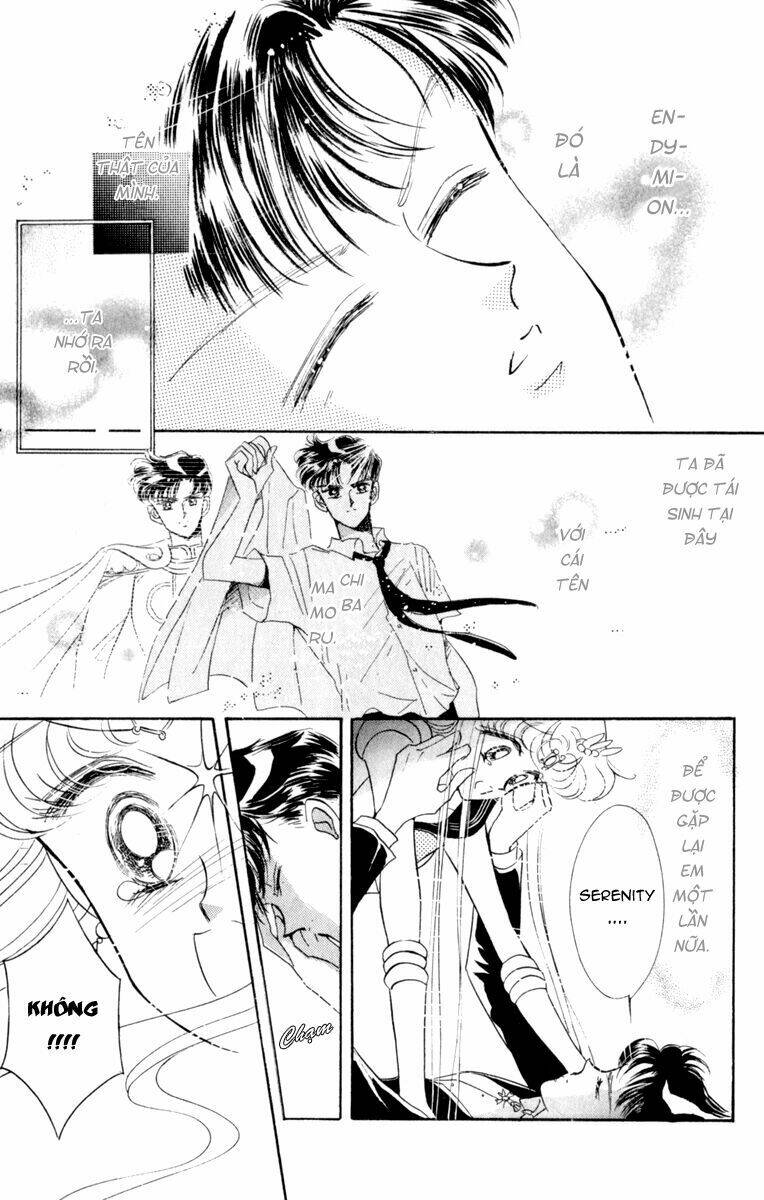 EN-
DY-
MI-
ON...
ĐÓ
LÀ
TÊN
THẬT CỦA
MÌNH.
...TA
NHỚ RA
RỒI.
TA ĐÃ
ĐƯỢC TÁI
SINH TẠI
ĐÂY
VỚI
CÁI
TÊN
CHI
BA
MA
MO
RU.
...
ĐỂ
ĐƯỢC
GẶP
LẠI
EM
MỘT
LẦN
NỮA.
SERENITY
....
Chạm
KHÔNG
!!!!